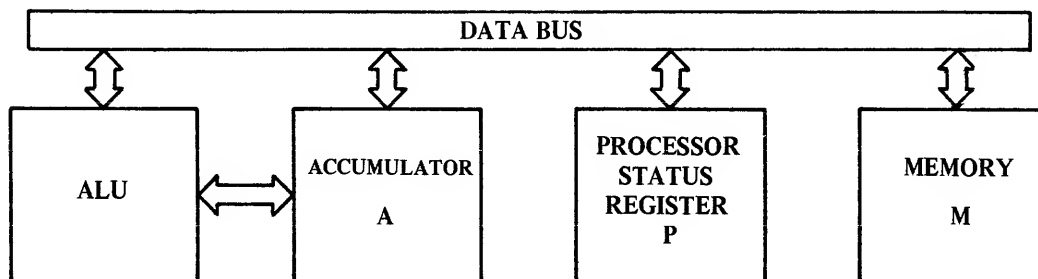 DATA BUS
ALU
ACCUMULATOR
A
PROCESSOR
STATUS
REGISTER
P
MEMORY
M